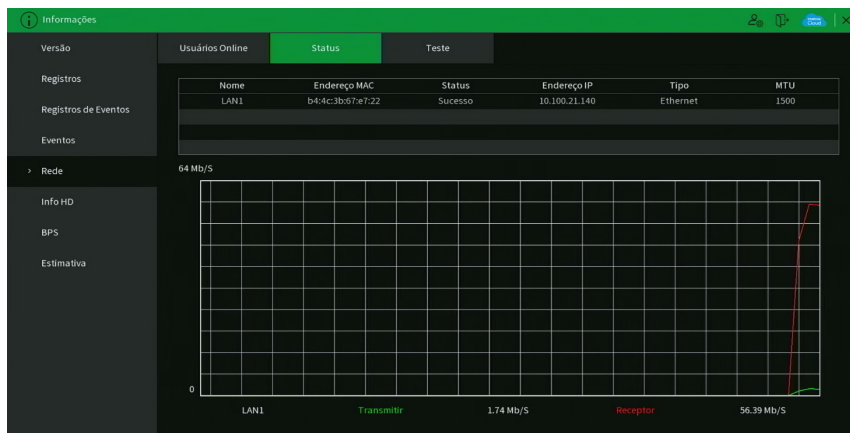 Informações
Cloud
Versão
Registros
Registros de Eventos
Eventos
Rede
Info HD
BPS
Estimativa
Usuários Online Status Teste
Nome Endereço MAC Status Endereço IP Tipo MTU
LAN1 b4:4c:3b:67:e7:22 Sucesso 10.100.21.140 Ethernet 1500
64 Mb/S
0
LAN1 Transmitir 1.74 Mb/S Receptor 56.39 Mb/S